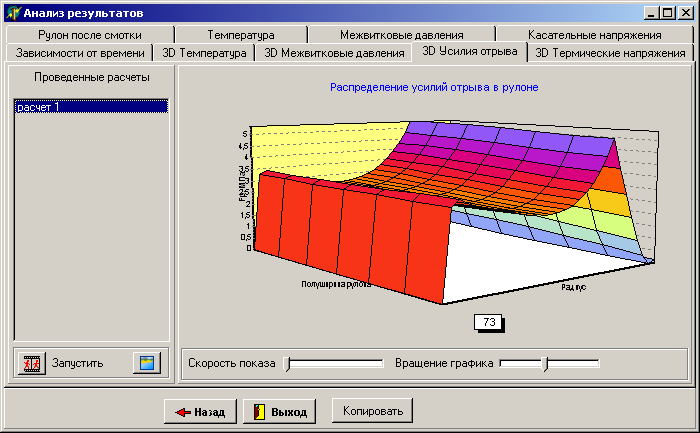 Анализ результатов
Рулон после смотки Температура Межвитковые давления Касательные напряжения
Зависимости от времени 3D Температура 3D Межвитковые давления 3D Усилия отрыва 3D Термические напряжения
Проведенные расчеты
расчет 1
Распределение усилий отрыва в рулоне
5
4,5
4
3,5
3
2,5
2
1,5
1
0,5
0
Полуширина рулона
Радиус
73
Запустить
Скорость показа Вращение графика
Назад Выход Копировать